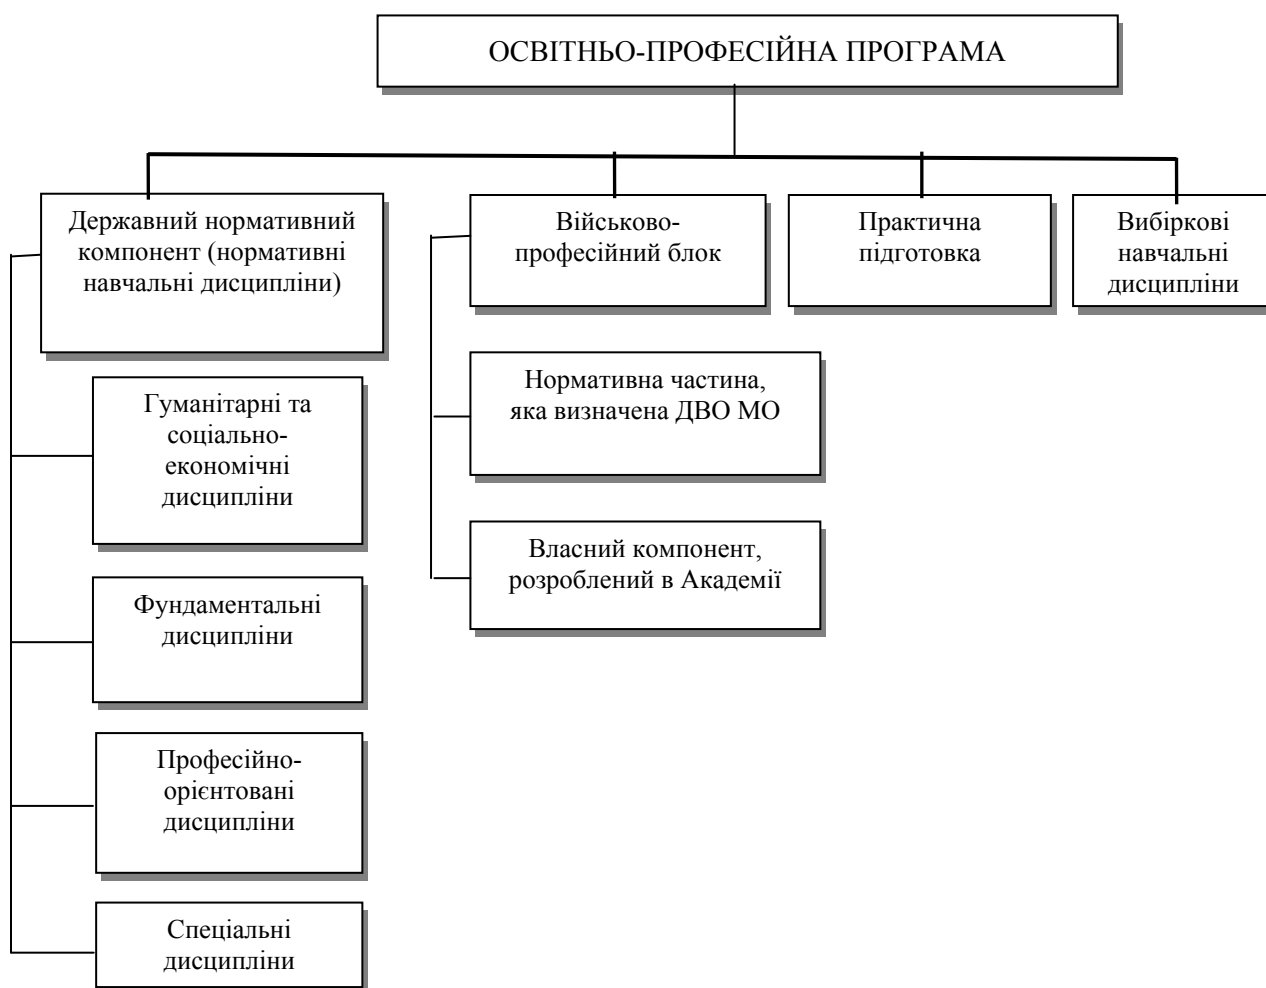 ОСВІТНЬО-ПРОФЕСІЙНА ПРОГРАМА
Державний нормативний
компонент (нормативні
навчальні дисципліни)
Військово-
професійний блок
Практична
підготовка
Вибіркові
навчальні
дисципліни
Гуманітарні та
соціально-
економічні
дисципліни
Нормативна частина,
яка визначена ДВО МО
Власний компонент,
розроблений в Академії
Фундаментальні
дисципліни
Професійно-
орієнтовані
дисципліни
Спеціальні
дисципліни